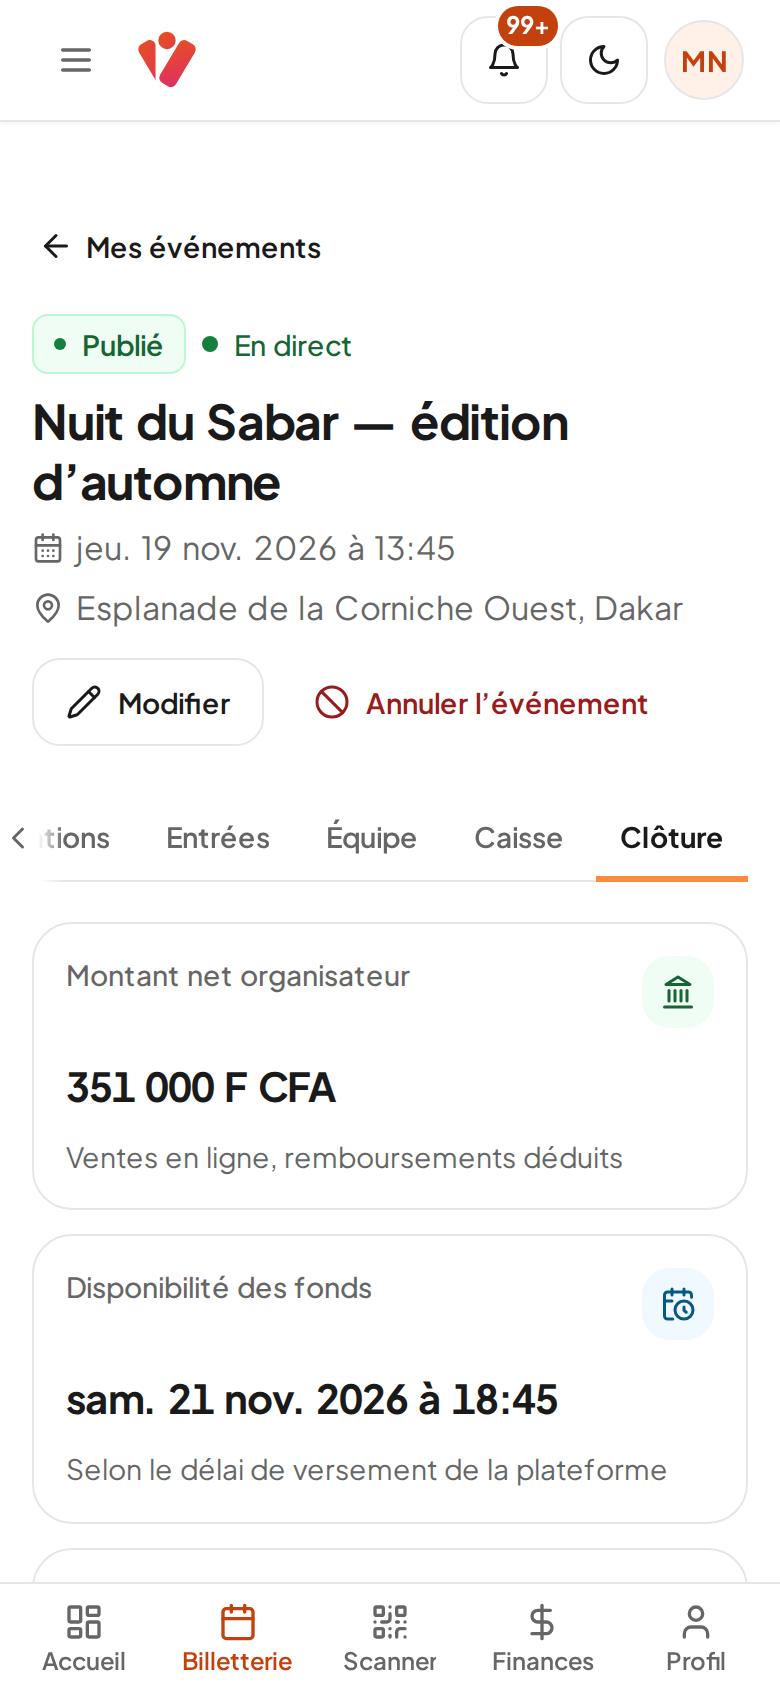 99+
MN
Mes événements
Publié
En direct
Nuit du Sabar — édition
d’automne
jeu. 19 nov. 2026 à 13:45
Esplanade de la Corniche Ouest, Dakar
Modifier
Annuler l’événement
tions
Entrées
Équipe
Caisse
Clôture
Montant net organisateur
351 000 F CFA
Ventes en ligne, remboursements déduits
Disponibilité des fonds
sam. 21 nov. 2026 à 18:45
Selon le délai de versement de la plateforme
Accueil
Billetterie
Scanner
Finances
Profil